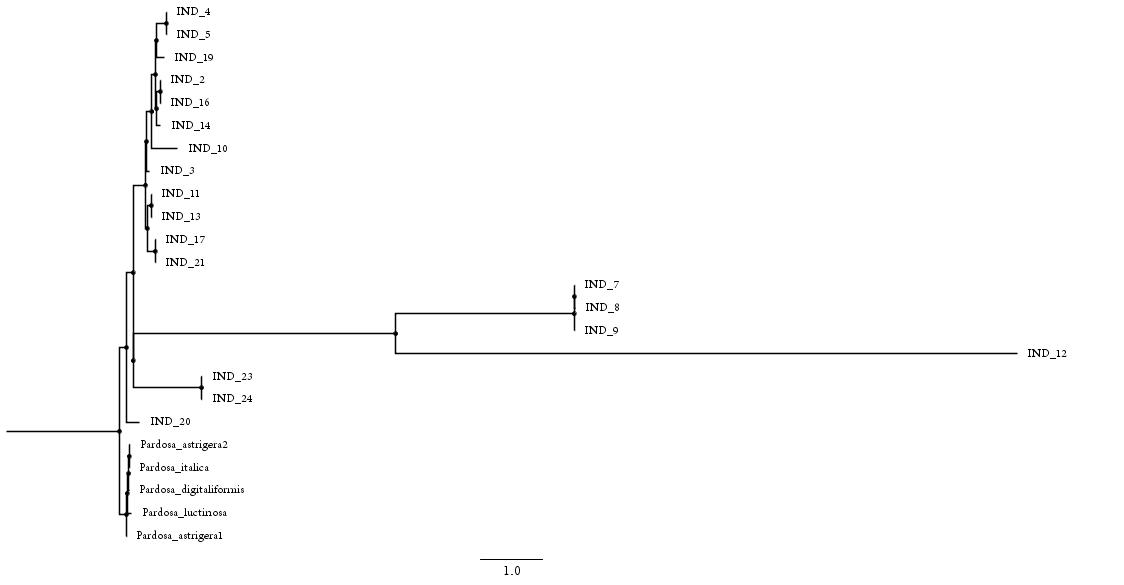 IND_4
IND_5
IND_19
IND_2
IND_16
IND_14
IND_10
IND_3
IND_11
IND_13
IND_17
IND_21
IND_7
IND_8
IND_9
IND_12
IND_23
IND_24
IND_20
Pardosa_astrigera2
Pardosa_italica
Pardosa_digitaliformis
Pardosa_luctinosa
Pardosa_astrigera1
1.0